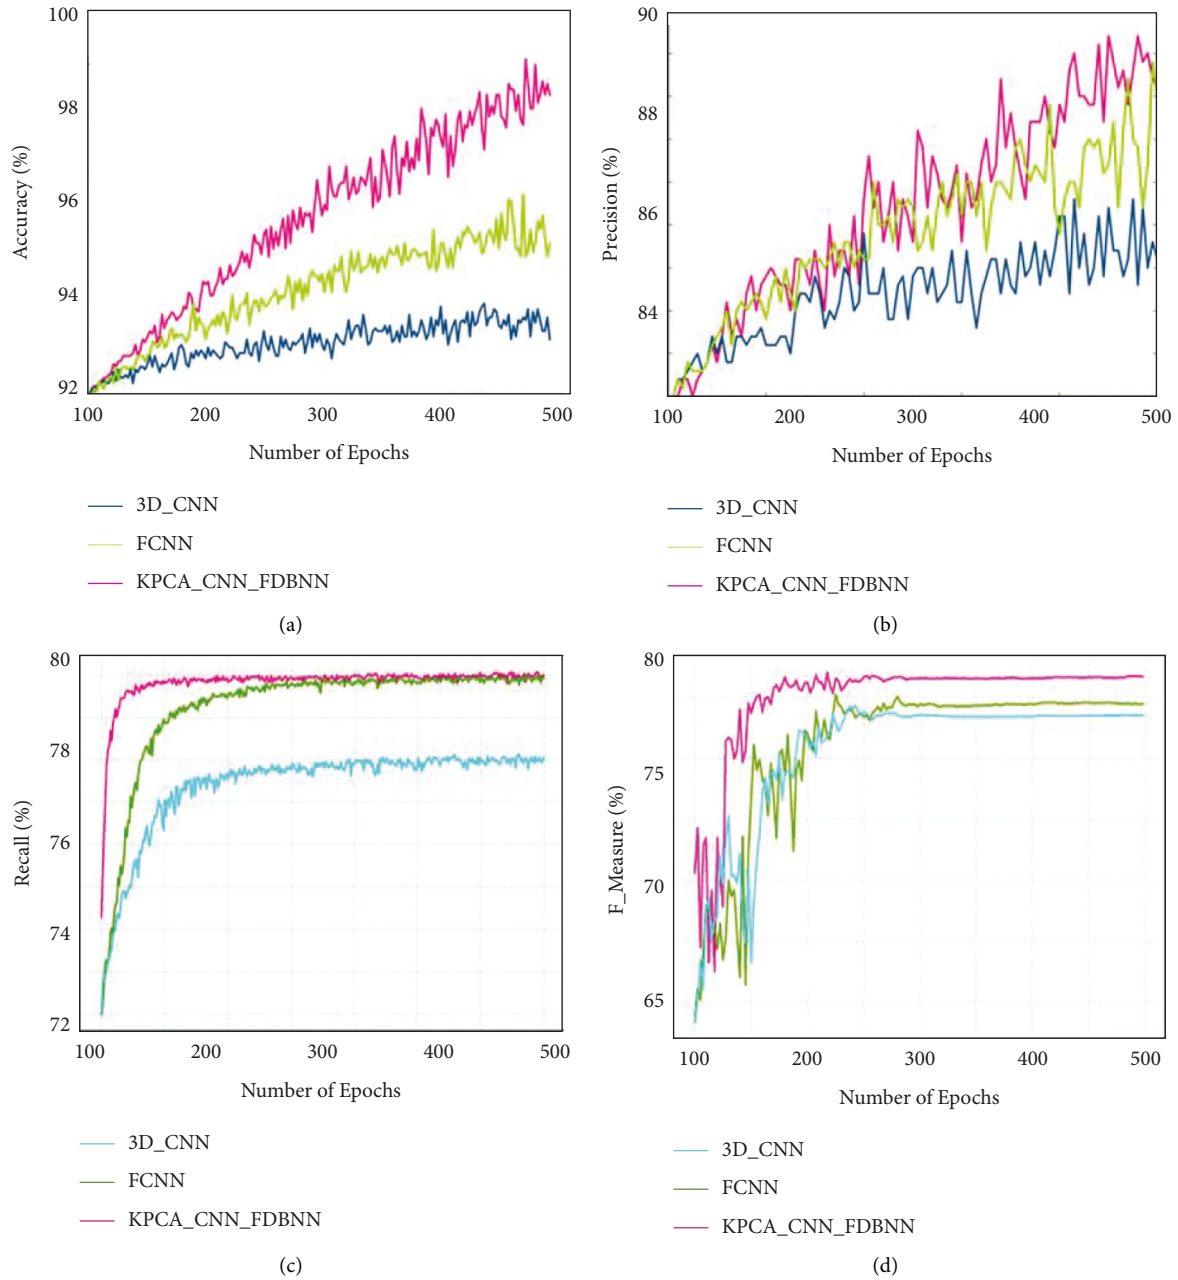 100
98
96
94
92
Accuracy (%)
100 200 300 400 500
Number of Epochs
3D_CNN
FCNN
KPCA_CNN_FDBNN
(a)
90
88
86
84
Precision (%)
100 200 300 400 500
Number of Epochs
3D_CNN
FCNN
KPCA_CNN_FDBNN
(b)
80
78
76
74
72
Recall (%)
100 200 300 400 500
Number of Epochs
3D_CNN
FCNN
KPCA_CNN_FDBNN
(c)
80
75
70
65
F_Measure (%)
100 200 300 400 500
Number of Epochs
3D_CNN
FCNN
KPCA_CNN_FDBNN
(d)